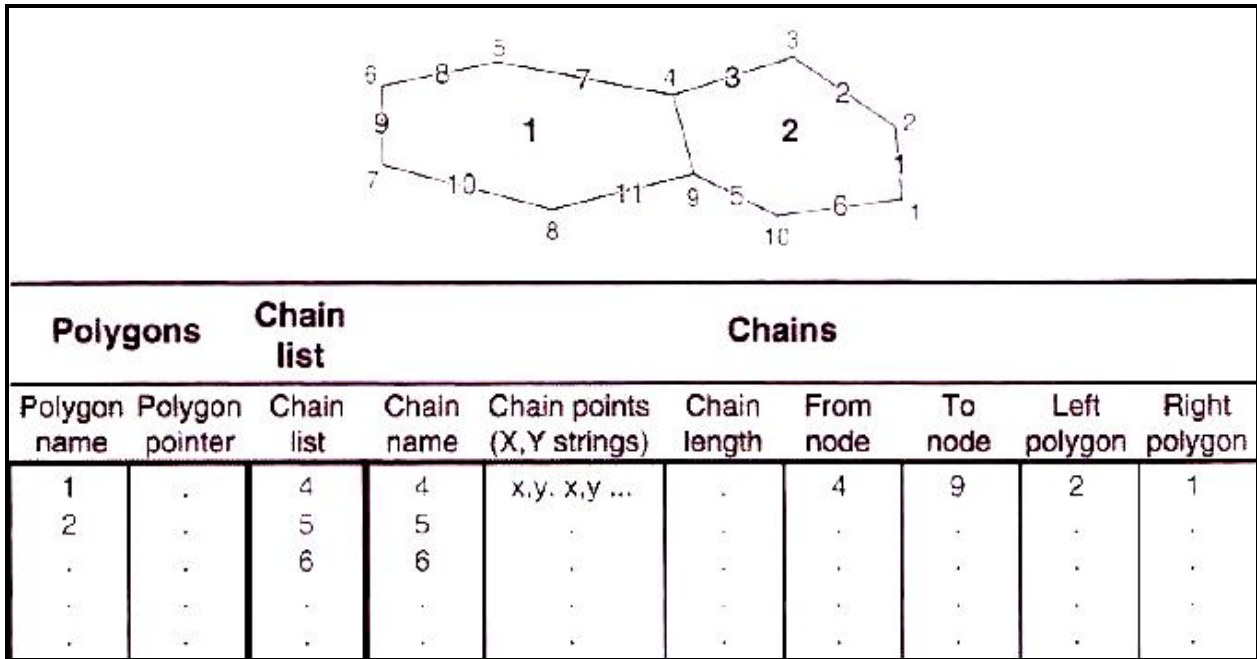 3
5
6 8 7 4 3 2
9 1 2 2
1
7 10 11 9 5 6 1
8 10
Polygons Chain list Chains
Polygon name Polygon pointer Chain list Chain name Chain points (X,Y strings) Chain length From node To node Left polygon Right polygon
1 . 4 4 x,y. x,y ... . 4 9 2 1
2 . 5 5 . . . . . .
. . 6 6 . . . . . .
. . . . . . . . . .
. . . . . . . . . .